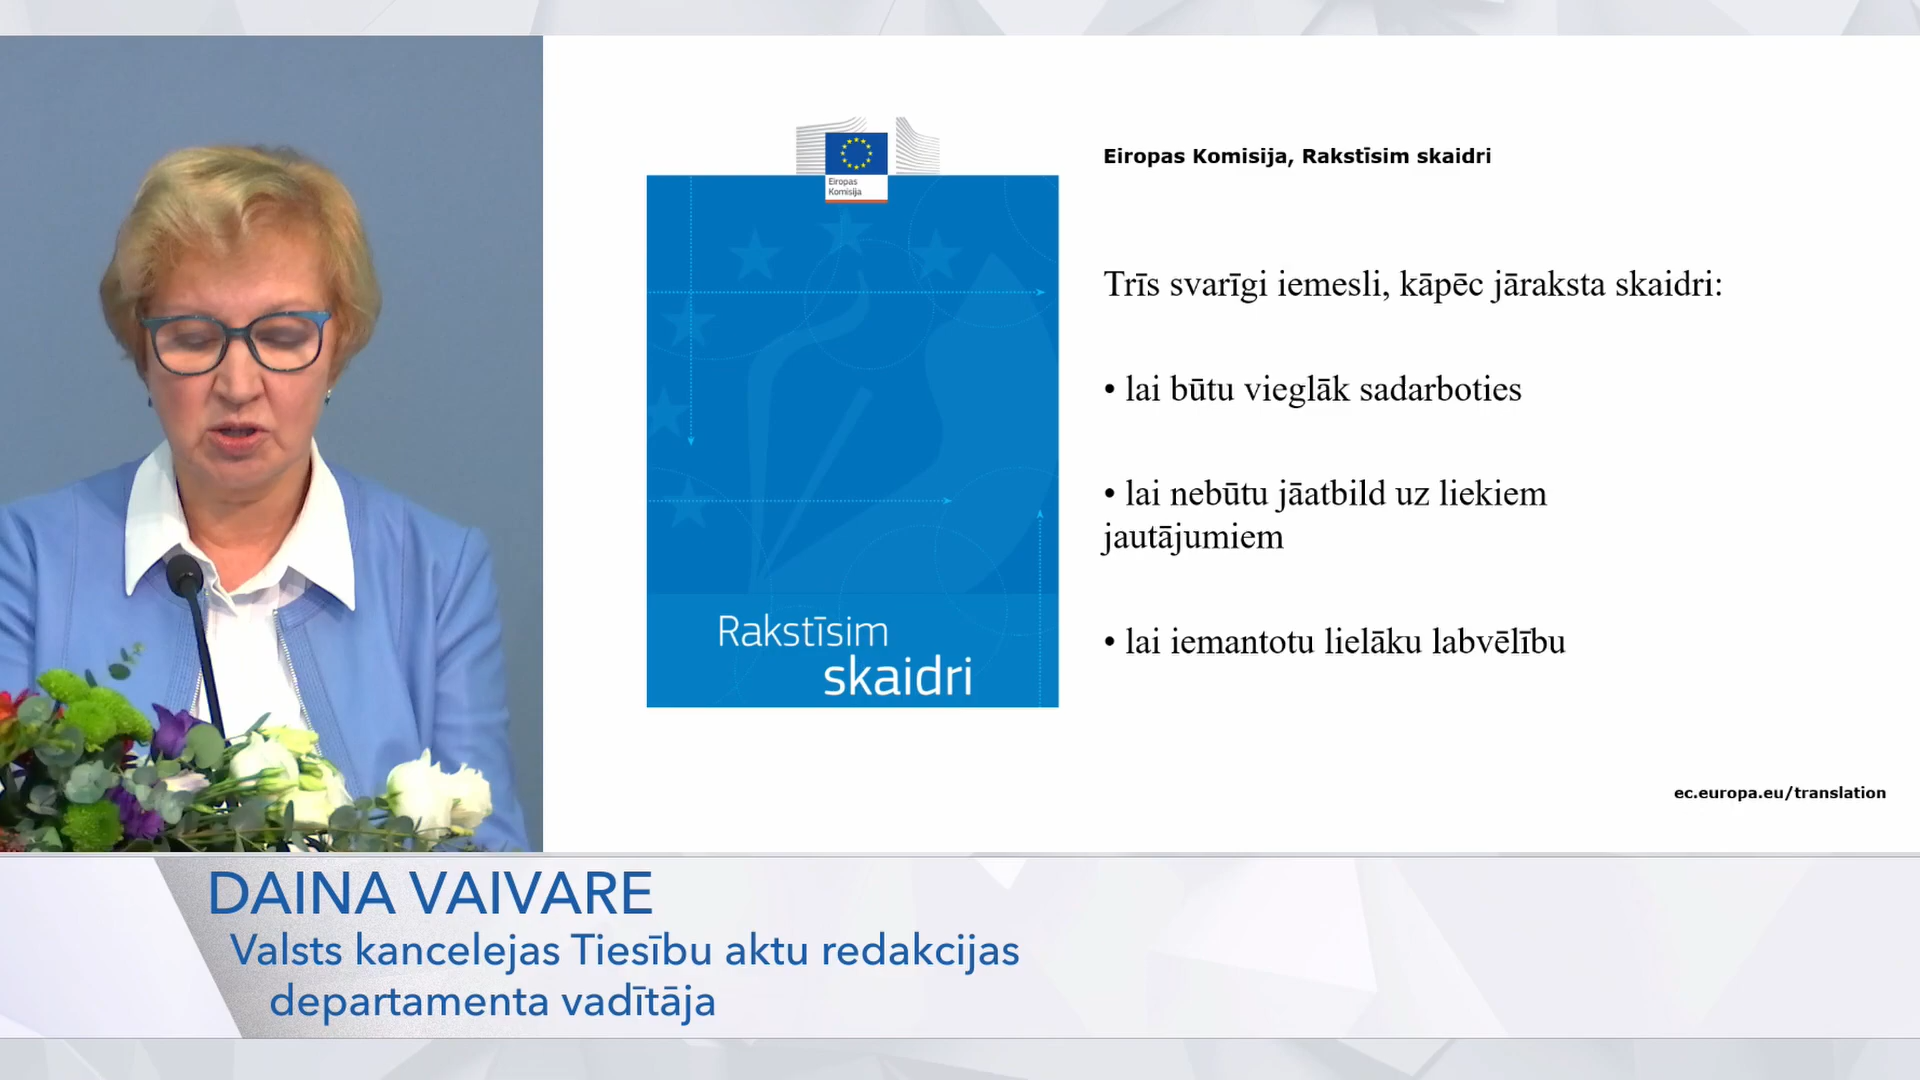 Eiropas
Komisija
Rakstīsim
skaidri
Eiropas Komisija, Rakstīsim skaidri
Trīs svarīgi iemesli, kāpēc jāraksta skaidri:
• lai būtu vieglāk sadarboties
• lai nebūtu jāatbild uz liekiem
jautājumiem
• lai iemantotu lielāku labvēlību
ec.europa.eu/translation
DAINA VAIVARE
Valsts kancelejas Tiesību aktu redakcijas
departamenta vadītāja